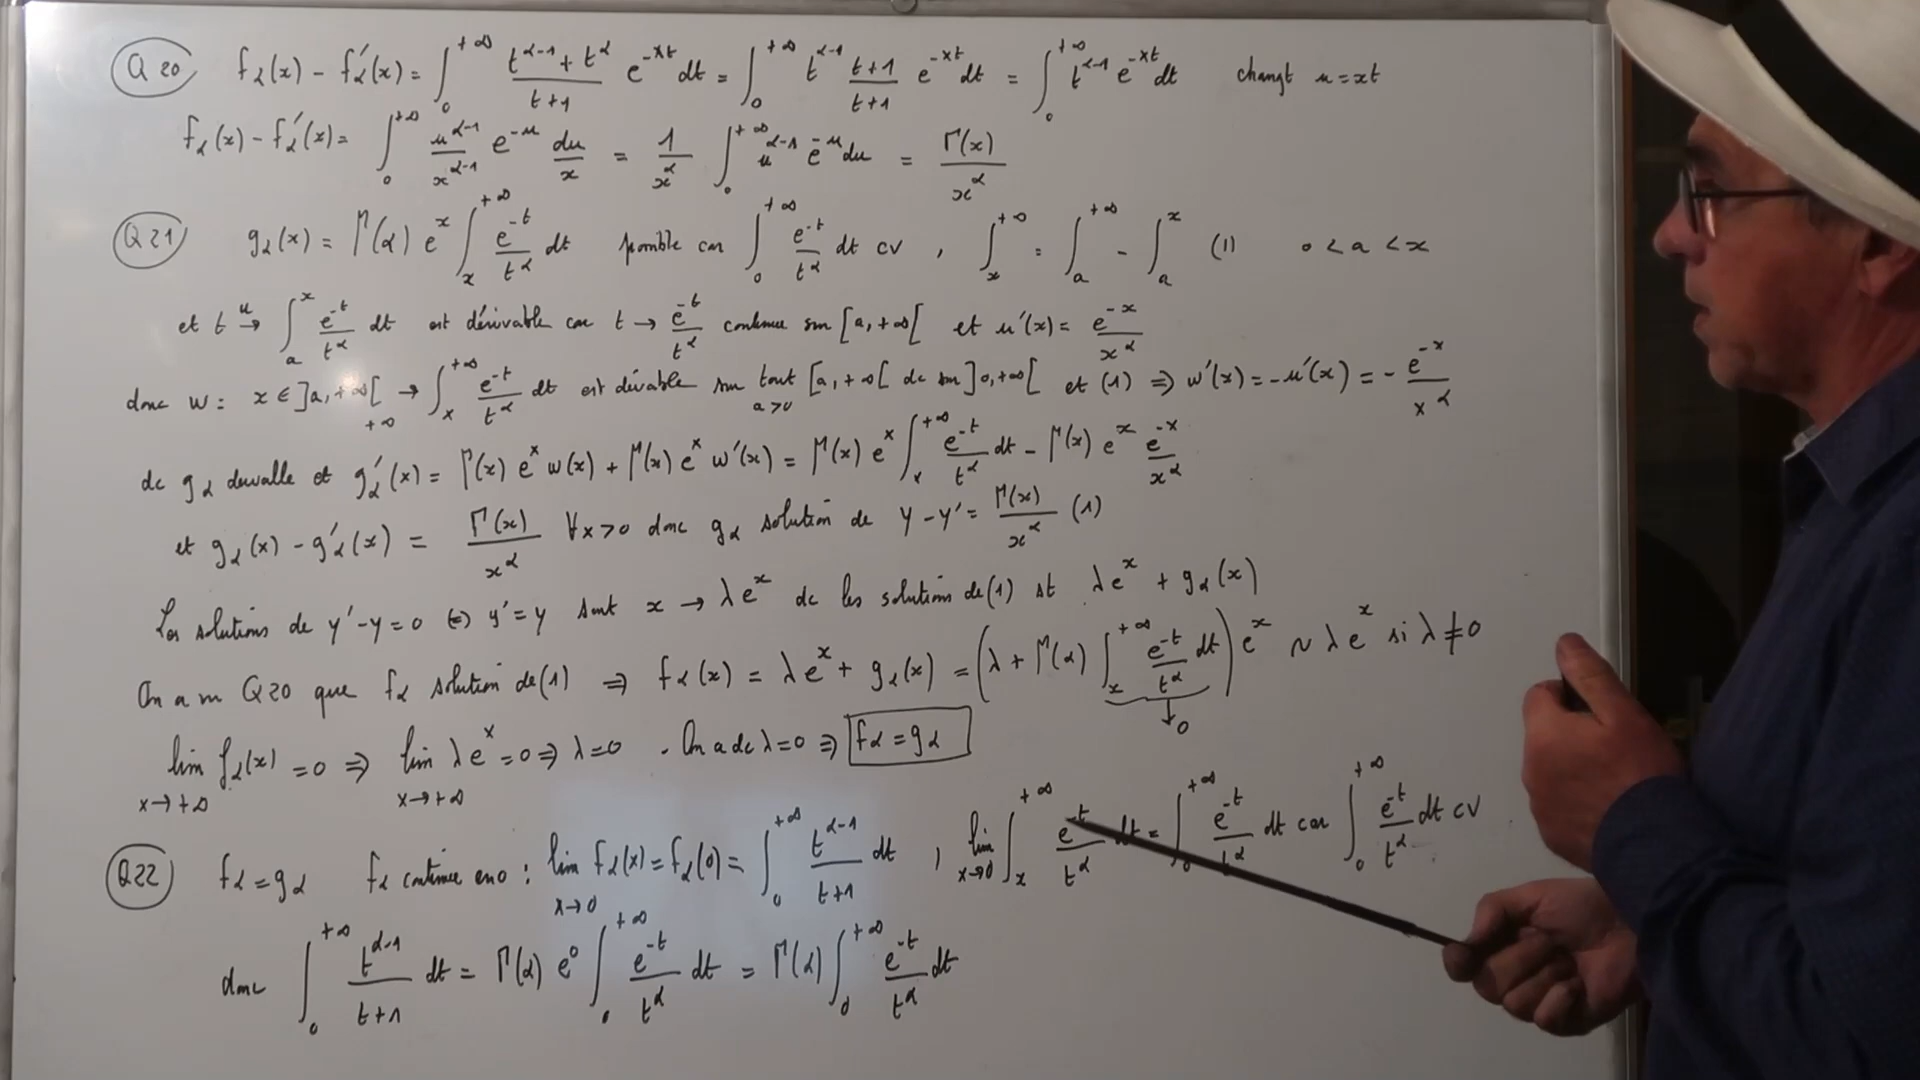 Q20 f_α(x) - f'_α(x) = ∫_0^{+∞} (t^{α-1} + t^α)/(t+1) e^{-xt} dt = ∫_0^{+∞} t^{α-1} (t+1)/(t+1) e^{-xt} dt = ∫_0^{+∞} t^{α-1} e^{-xt} dt changt u = xt
f_α(x) - f'_α(x) = ∫_0^{+∞} u^{α-1}/x^{α-1} e^{-u} du/x = 1/x^α ∫_0^{+∞} u^{α-1} e^{-u} du = Γ(x)/x^α
Q21 g_α(x) = Γ(α) e^x ∫_x^{+∞} e^{-t}/t^α dt possible car ∫_0^{+∞} e^{-t}/t^α dt cv , ∫_x^{+∞} = ∫_a^{+∞} - ∫_a^x (1) 0 < a < x
et t →^u ∫_a^x e^{-t}/t^α dt est dérivable car t → e^{-t}/t^α continue sur [a, +∞[ et u'(x) = e^{-x}/x^α
donc w : x ∈ ]a, +∞[ → ∫_x^{+∞} e^{-t}/t^α dt est dérivable sur tout [a, +∞[ a>0 dc sur ]0, +∞[ et (1) ⇒ w'(x) = -u'(x) = - e^{-x}/x^α
dc g_α dérivable et g'_α(x) = Γ(x) e^x w(x) + Γ(x) e^x w'(x) = Γ(x) e^x ∫_x^{+∞} e^{-t}/t^α dt - Γ(x) e^x e^{-x}/x^α
et g_α(x) - g'_α(x) = Γ(x)/x^α ∀x>0 donc g_α solution de y - y' = Γ(x)/x^α (1)
Les solutions de y' - y = 0 ⇔ y' = y sont x → λe^x dc les solutions de (1) st λe^x + g_α(x)
On a vu Q20 que f_α solution de (1) ⇒ f_α(x) = λe^x + g_α(x) = (λ + Γ(α) ∫_x^{+∞} e^{-t}/t^α dt) e^x ~ λe^x si λ ≠ 0
↓ 0
lim_{x→+∞} f_α(x) = 0 ⇒ lim_{x→+∞} λe^x = 0 ⇒ λ = 0 . On a dc λ = 0 ⇒ f_α = g_α
Q22 f_α = g_α f_α continue en 0 : lim_{x→0} f_α(x) = f_α(0) = ∫_0^{+∞} t^{α-1}/(t+1) dt , lim_{x→0} ∫_x^{+∞} e^{-t}/t^α dt = ∫_0^{+∞} e^{-t}/t^α dt car ∫_0^{+∞} e^{-t}/t^α dt cv
donc ∫_0^{+∞} t^{α-1}/(t+1) dt = Γ(α) e^0 ∫_0^{+∞} e^{-t}/t^α dt = Γ(α) ∫_0^{+∞} e^{-t}/t^α dt